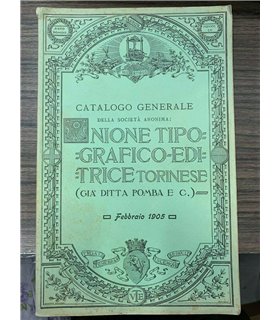 CATALOGO GENERALE
DELLA SOCIETÀ ANONIMA:
UNIONE TIPO-
GRAFICO-EDI-
TRICE TORINESE
(GIÀ DITTA POMBA E C.)
Febbraio 1905